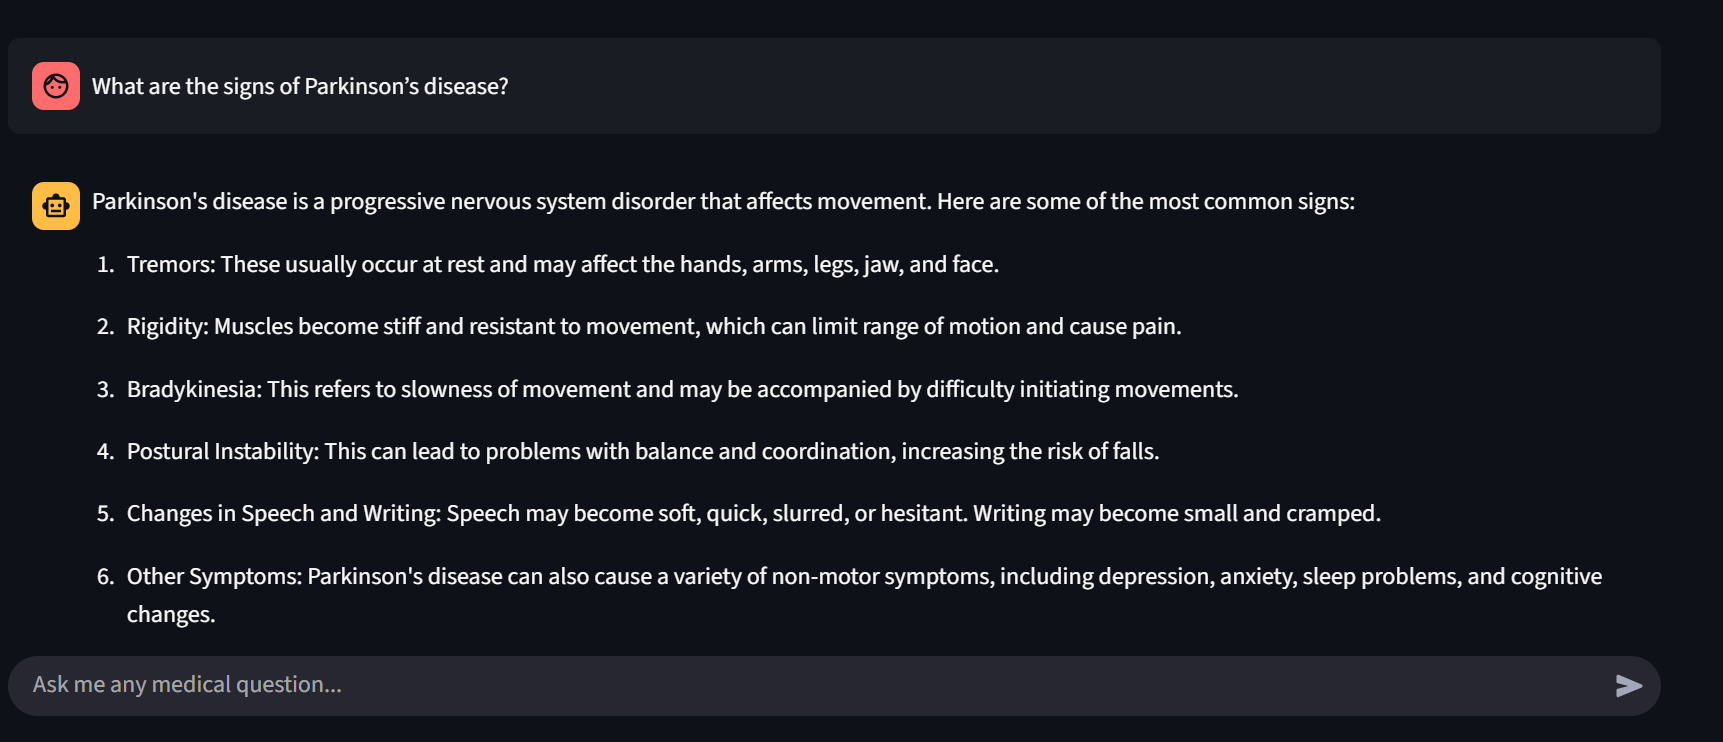 What are the signs of Parkinson’s disease?
Parkinson's disease is a progressive nervous system disorder that affects movement. Here are some of the most common signs:
1. Tremors: These usually occur at rest and may affect the hands, arms, legs, jaw, and face.
2. Rigidity: Muscles become stiff and resistant to movement, which can limit range of motion and cause pain.
3. Bradykinesia: This refers to slowness of movement and may be accompanied by difficulty initiating movements.
4. Postural Instability: This can lead to problems with balance and coordination, increasing the risk of falls.
5. Changes in Speech and Writing: Speech may become soft, quick, slurred, or hesitant. Writing may become small and cramped.
6. Other Symptoms: Parkinson's disease can also cause a variety of non-motor symptoms, including depression, anxiety, sleep problems, and cognitive
changes.
Ask me any medical question...